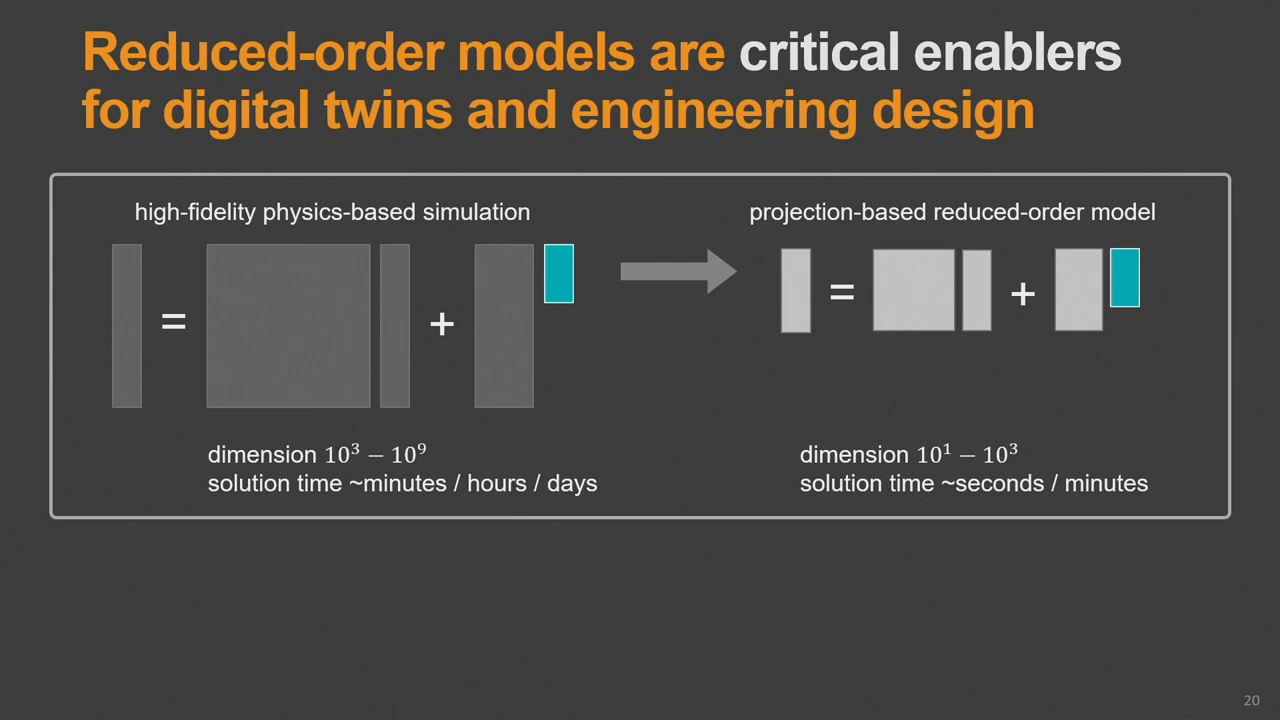 Reduced-order models are critical enablers
for digital twins and engineering design
high-fidelity physics-based simulation
projection-based reduced-order model
= +
= +
dimension 10³ − 10⁹
solution time ~minutes / hours / days
dimension 10¹ − 10³
solution time ~seconds / minutes
20